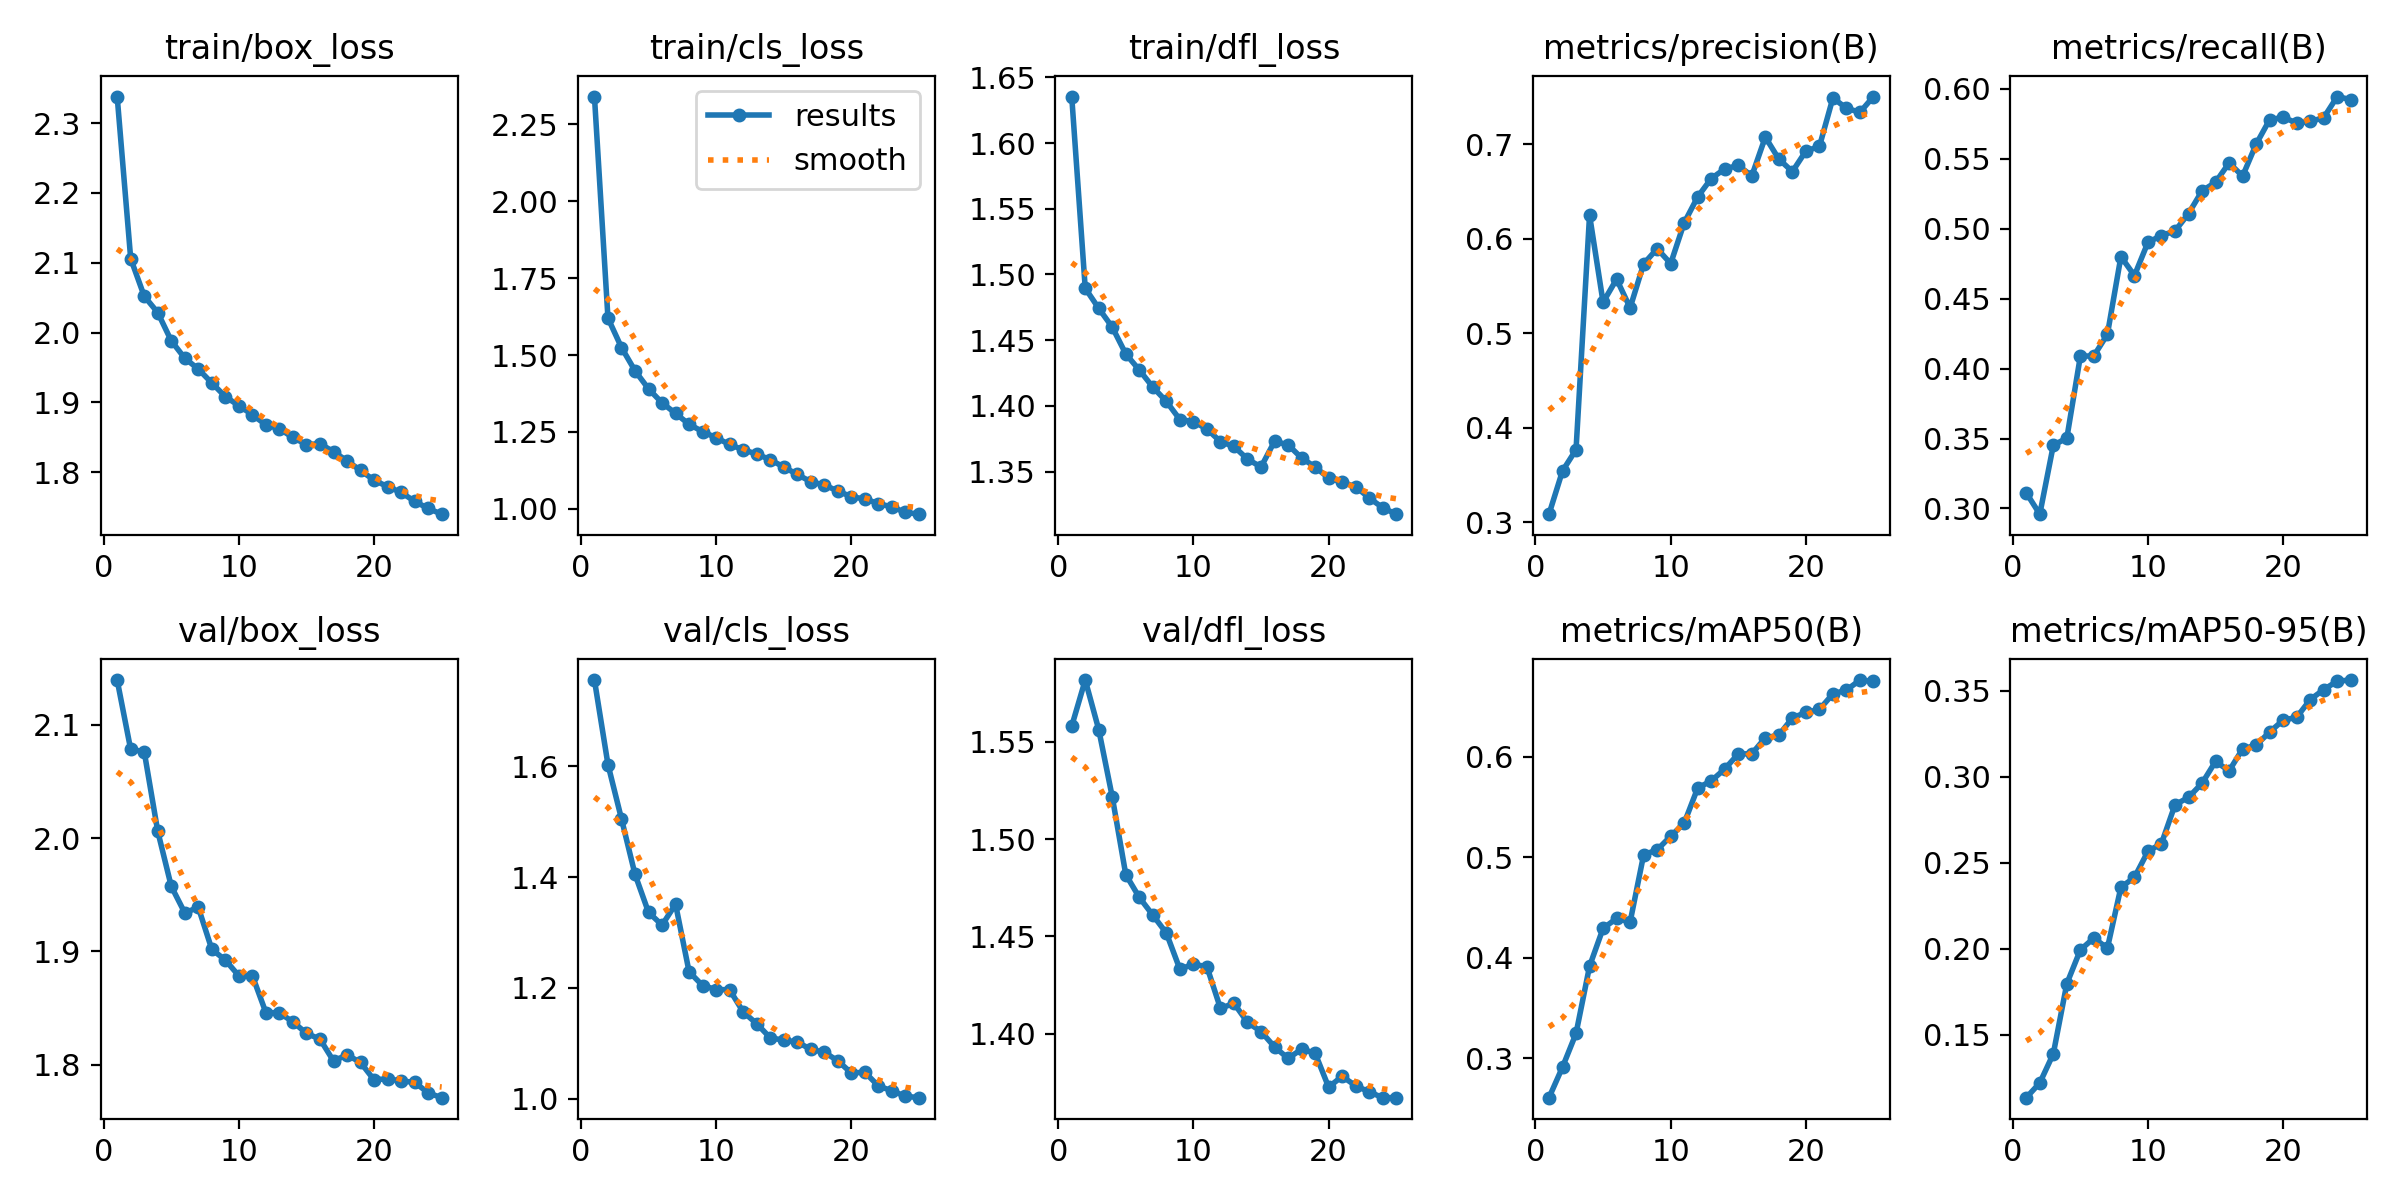 train/box_loss
2.3
2.2
2.1
2.0
1.9
1.8
0 10 20
train/cls_loss
results
smooth
2.25
2.00
1.75
1.50
1.25
1.00
0 10 20
train/dfl_loss
1.65
1.60
1.55
1.50
1.45
1.40
1.35
0 10 20
metrics/precision(B)
0.7
0.6
0.5
0.4
0.3
0 10 20
metrics/recall(B)
0.60
0.55
0.50
0.45
0.40
0.35
0.30
0 10 20
val/box_loss
2.1
2.0
1.9
1.8
0 10 20
val/cls_loss
1.6
1.4
1.2
1.0
0 10 20
val/dfl_loss
1.55
1.50
1.45
1.40
0 10 20
metrics/mAP50(B)
0.6
0.5
0.4
0.3
0 10 20
metrics/mAP50-95(B)
0.35
0.30
0.25
0.20
0.15
0 10 20